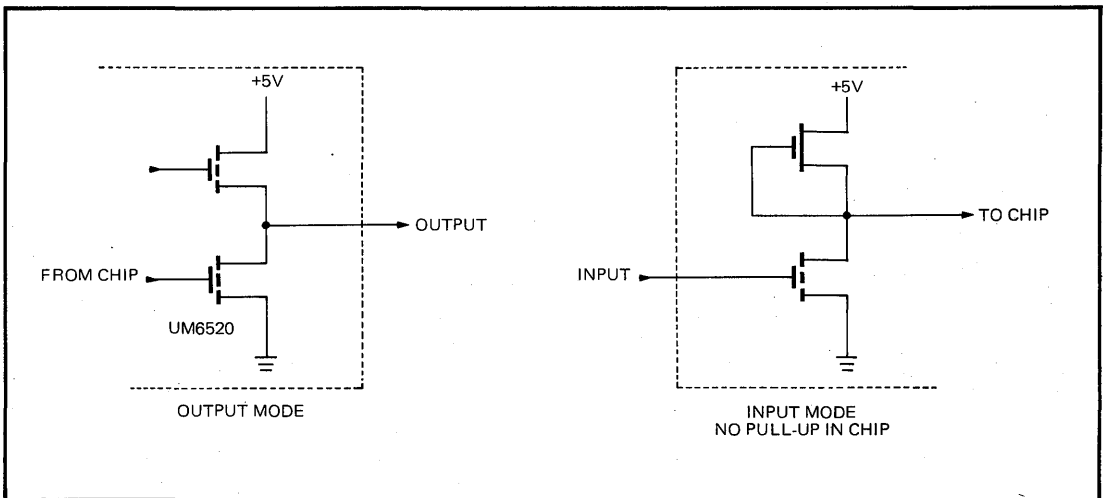 +5V
OUTPUT
FROM CHIP
UM6520
OUTPUT MODE
+5V
TO CHIP
INPUT
INPUT MODE
NO PULL-UP IN CHIP